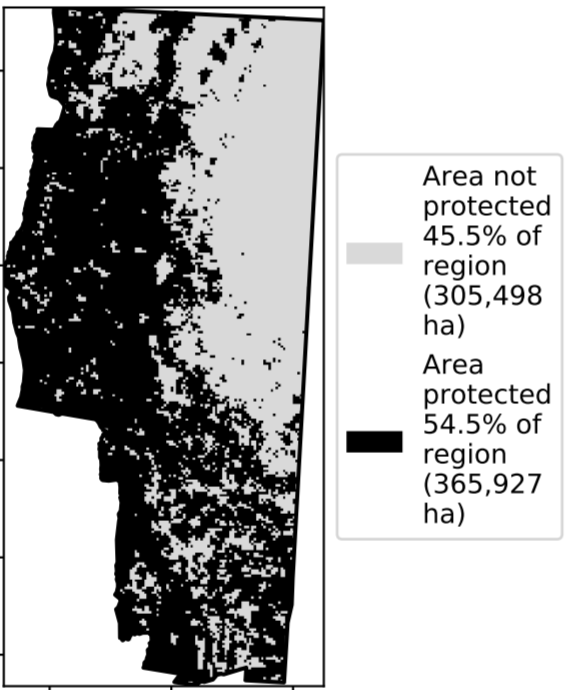 Area not
protected
45.5% of
region
(305,498
ha)
Area
protected
54.5% of
region
(365,927
ha)